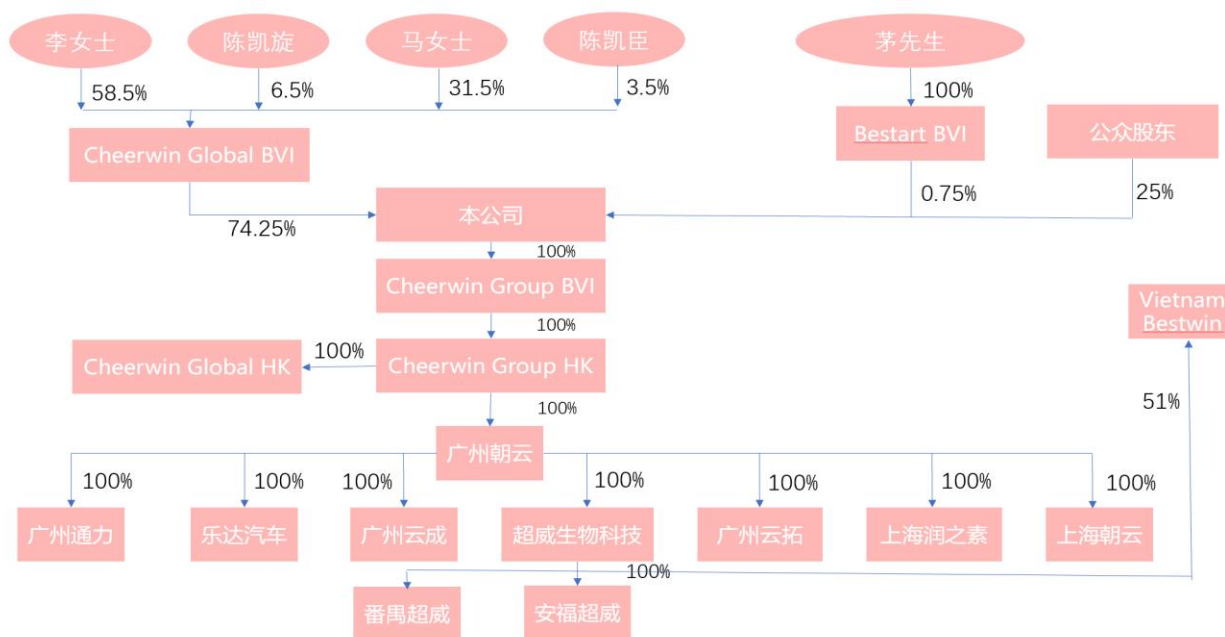 李女士
陈凯旋
马女士
陈凯臣
茅先生
58.5%
6.5%
31.5%
3.5%
100%
Cheerwin Global BVI
Bestart BVI
公众股东
74.25%
本公司
0.75%
25%
100%
Cheerwin Group BVI
Vietnam
Bestwin
100%
Cheerwin Global HK
100%
Cheerwin Group HK
51%
100%
广州朝云
100%
100%
100%
100%
100%
100%
100%
广州通力
乐达汽车
广州云成
超威生物科技
广州云拓
上海润之素
上海朝云
100%
番禺超威
安福超威